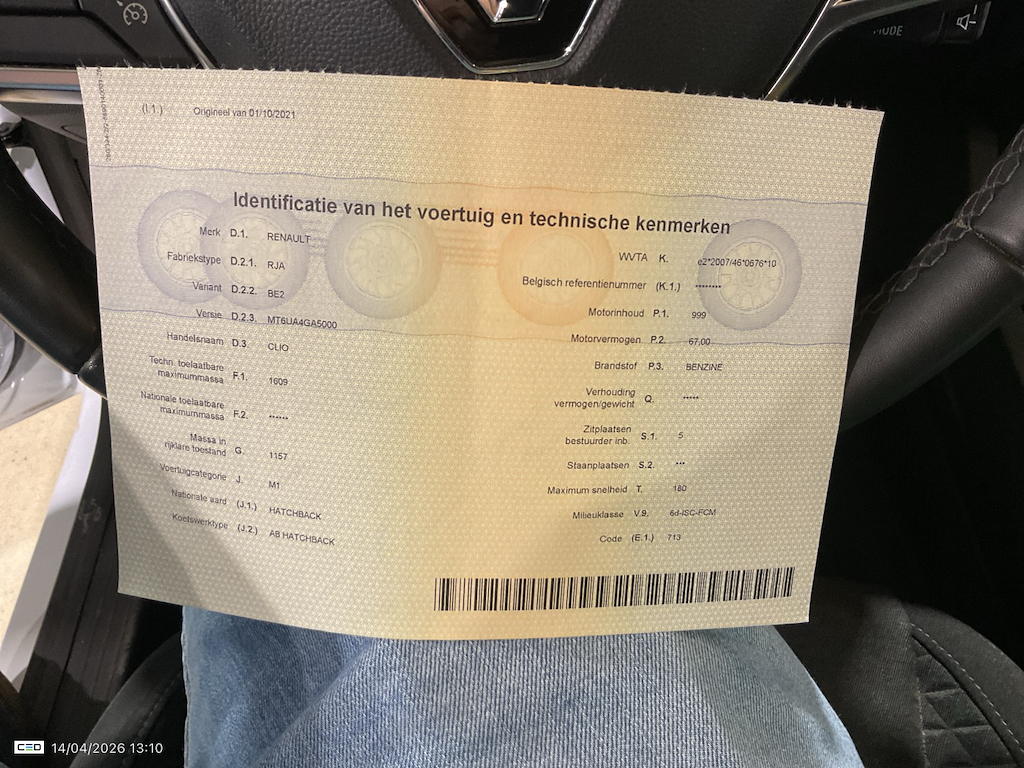 MODE
(I.1.) Origineel van 01/10/2021
Identificatie van het voertuig en technische kenmerken
Merk D.1. RENAULT
Fabriekstype D.2.1. RJA
Variant D.2.2. BE2
Versie D.2.3. MT6UA4GA5000
Handelsnaam D.3. CLIO
Techn. toelaatbare
maximummassa F.1. 1609
Nationale toelaatbare
maximummassa F.2. ******
Massa in
rijklare toestand G. 1157
Voertuigcategorie J. M1
Nationale aard (J.1.) HATCHBACK
Koetswerktype (J.2.) AB HATCHBACK
WVTA K. e2*2007/46*0676*10
Belgisch referentienummer (K.1.) ********
Motorinhoud P.1. 999
Motorvermogen P.2. 67,00
Brandstof P.3. BENZINE
Verhouding
vermogen/gewicht Q. *****
Zitplaatsen
bestuurder inb. S.1. 5
Staanplaatsen S.2. ***
Maximum snelheid T. 180
Milieuklasse V.9. 6d-ISC-FCM
Code (E.1.) 713
CEO 14/04/2026 13:10